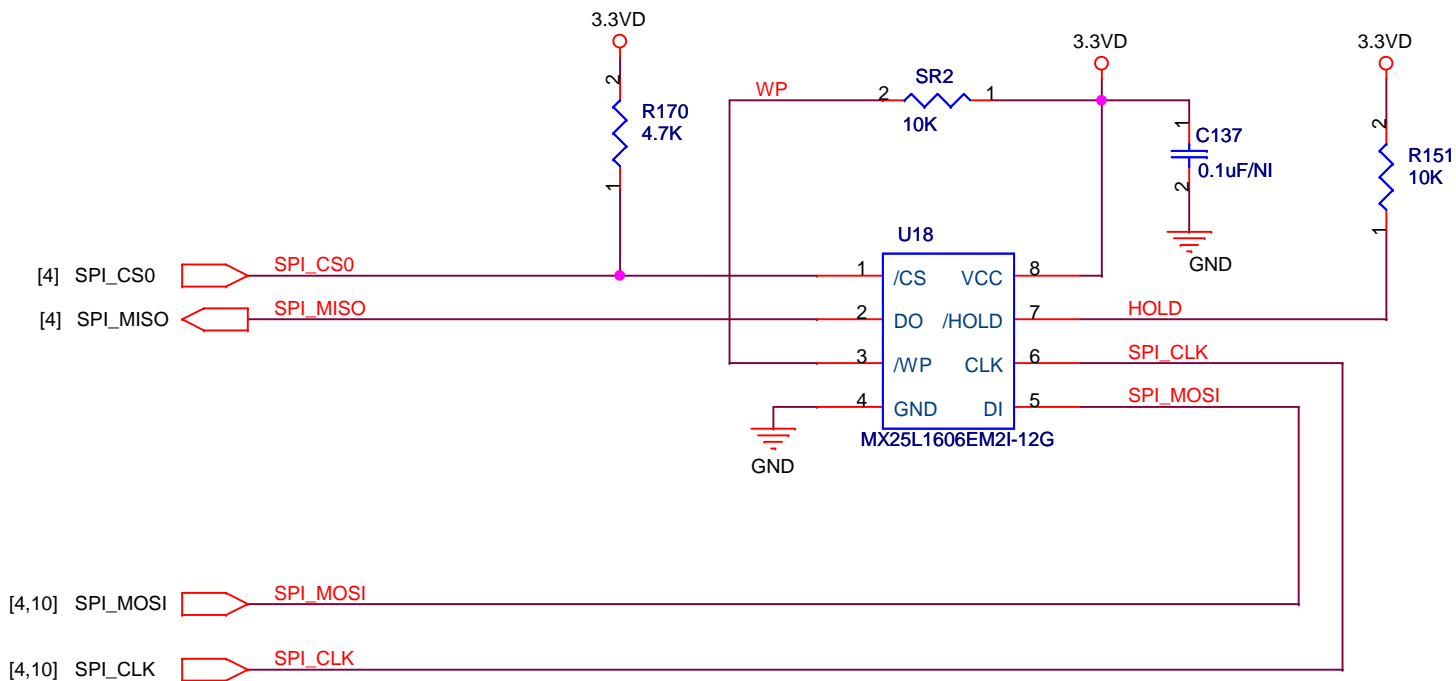 3.3VD
3.3VD
3.3VD
WP
2
SR2
1
10K
2
R170
4.7K
1
1
C137
0.1uF/NI
2
2
R151
10K
1
GND
U18
[4] SPI_CS0
SPI_CS0
1
/CS
VCC
8
[4] SPI_MISO
SPI_MISO
2
DO
/HOLD
7
HOLD
3
/WP
CLK
6
SPI_CLK
4
GND
DI
5
SPI_MOSI
MX25L1606EM2I-12G
GND
[4,10] SPI_MOSI
SPI_MOSI
[4,10] SPI_CLK
SPI_CLK